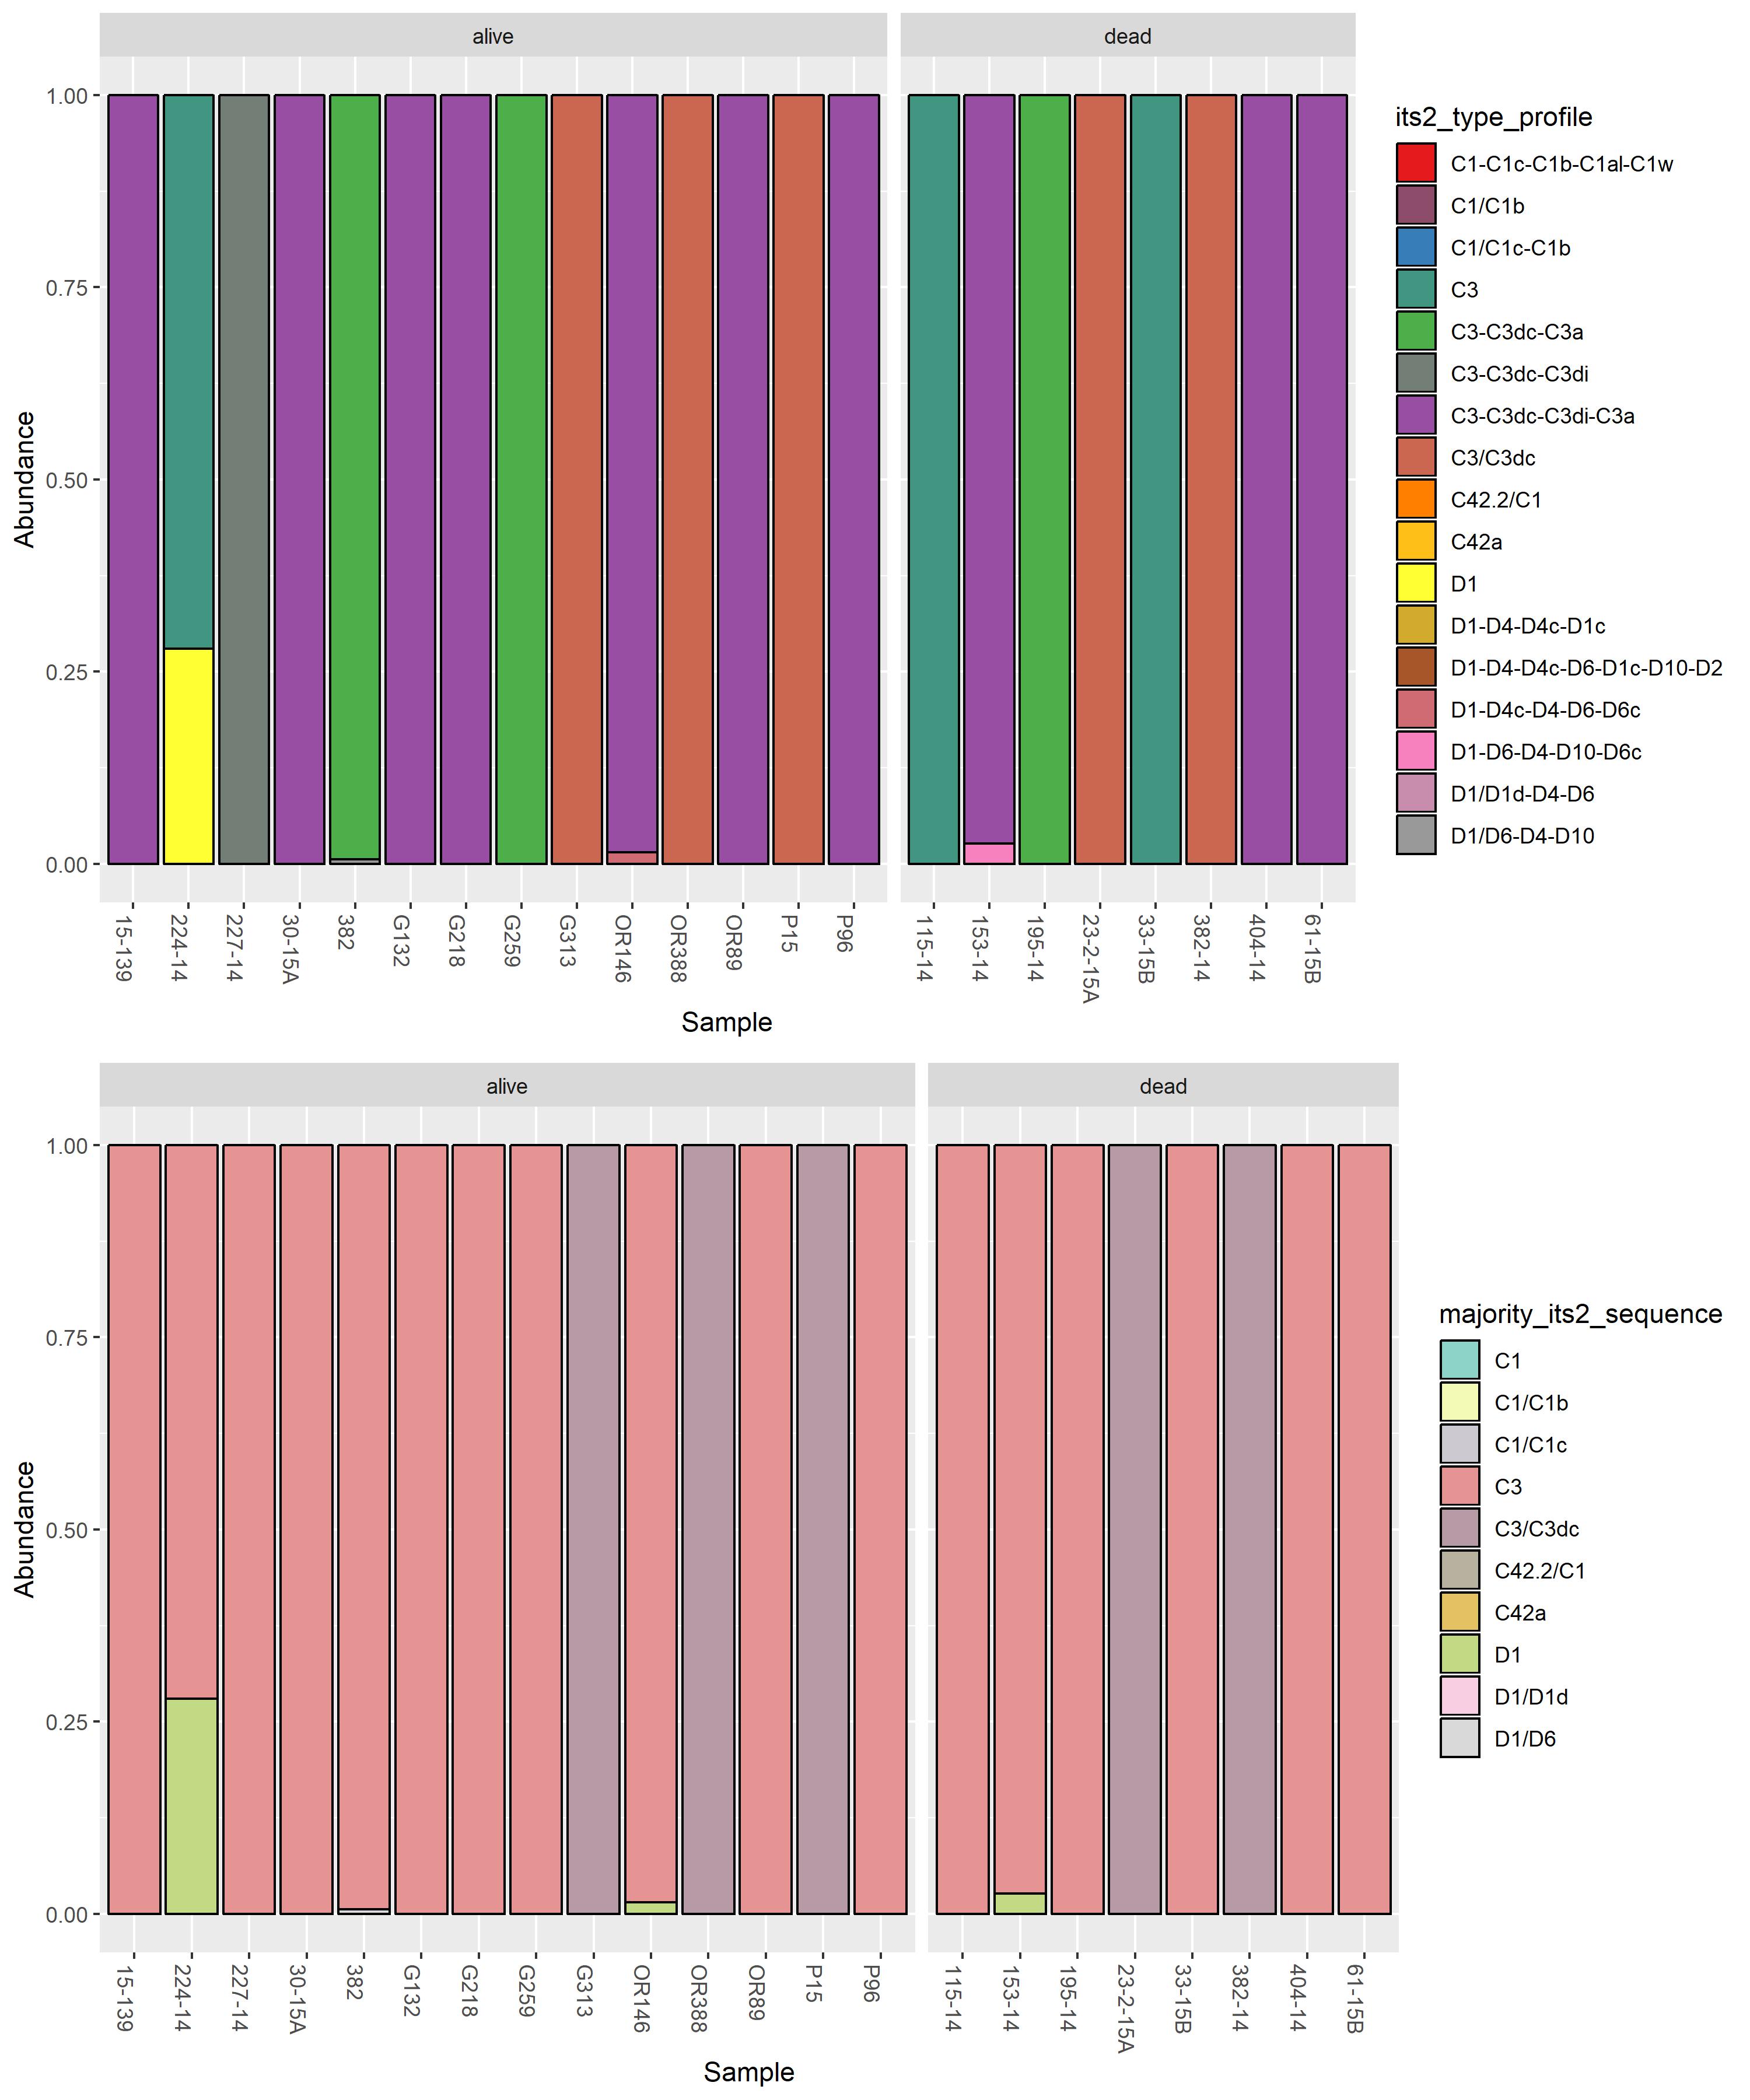 alive
dead
1.00
0.75
0.50
0.25
0.00
Abundance
15-139
224-14
227-14
30-15A
382
G132
G218
G259
G313
OR146
OR388
OR89
P15
P96
115-14
153-14
195-14
23-2-15A
33-15B
382-14
404-14
61-15B
Sample
its2_type_profile
C1-C1c-C1b-C1al-C1w
C1/C1b
C1/C1c-C1b
C3
C3-C3dc-C3a
C3-C3dc-C3di
C3-C3dc-C3di-C3a
C3/C3dc
C42.2/C1
C42a
D1
D1-D4-D4c-D1c
D1-D4-D4c-D6-D1c-D10-D2
D1-D4c-D4-D6-D6c
D1-D6-D4-D10-D6c
D1/D1d-D4-D6
D1/D6-D4-D10
alive
dead
1.00
0.75
0.50
0.25
0.00
Abundance
15-139
224-14
227-14
30-15A
382
G132
G218
G259
G313
OR146
OR388
OR89
P15
P96
115-14
153-14
195-14
23-2-15A
33-15B
382-14
404-14
61-15B
Sample
majority_its2_sequence
C1
C1/C1b
C1/C1c
C3
C3/C3dc
C42.2/C1
C42a
D1
D1/D1d
D1/D6